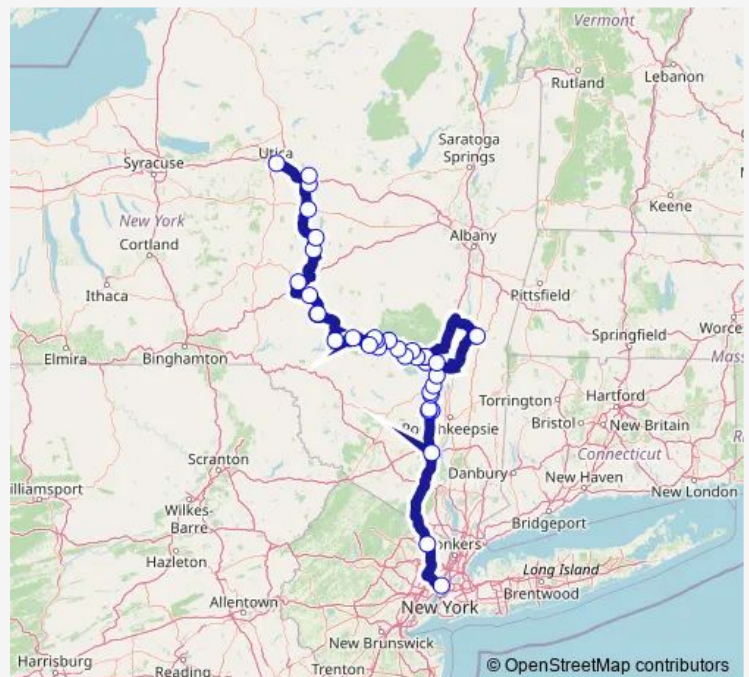 Vermont
Rutland
Lebanon
Saratoga
Springs
Utica
Syracuse
New York
Keene
Cortland
Albany
Ithaca
Pittsfield
Springfield
Worce
Mass
Elmira
Binghamton
Torrington
Hartford
Bristol
New Britain
hkeepsie
Connecticut
Scranton
Danbury
New Haven
New London
illiamsport
Wilkes-
Barre
Bridgeport
onkers
Hazleton
Long Island
Brentwood
Allentown
New York
New Brunswick
Harrisburg
Reading
Trenton
© OpenStreetMap contributors